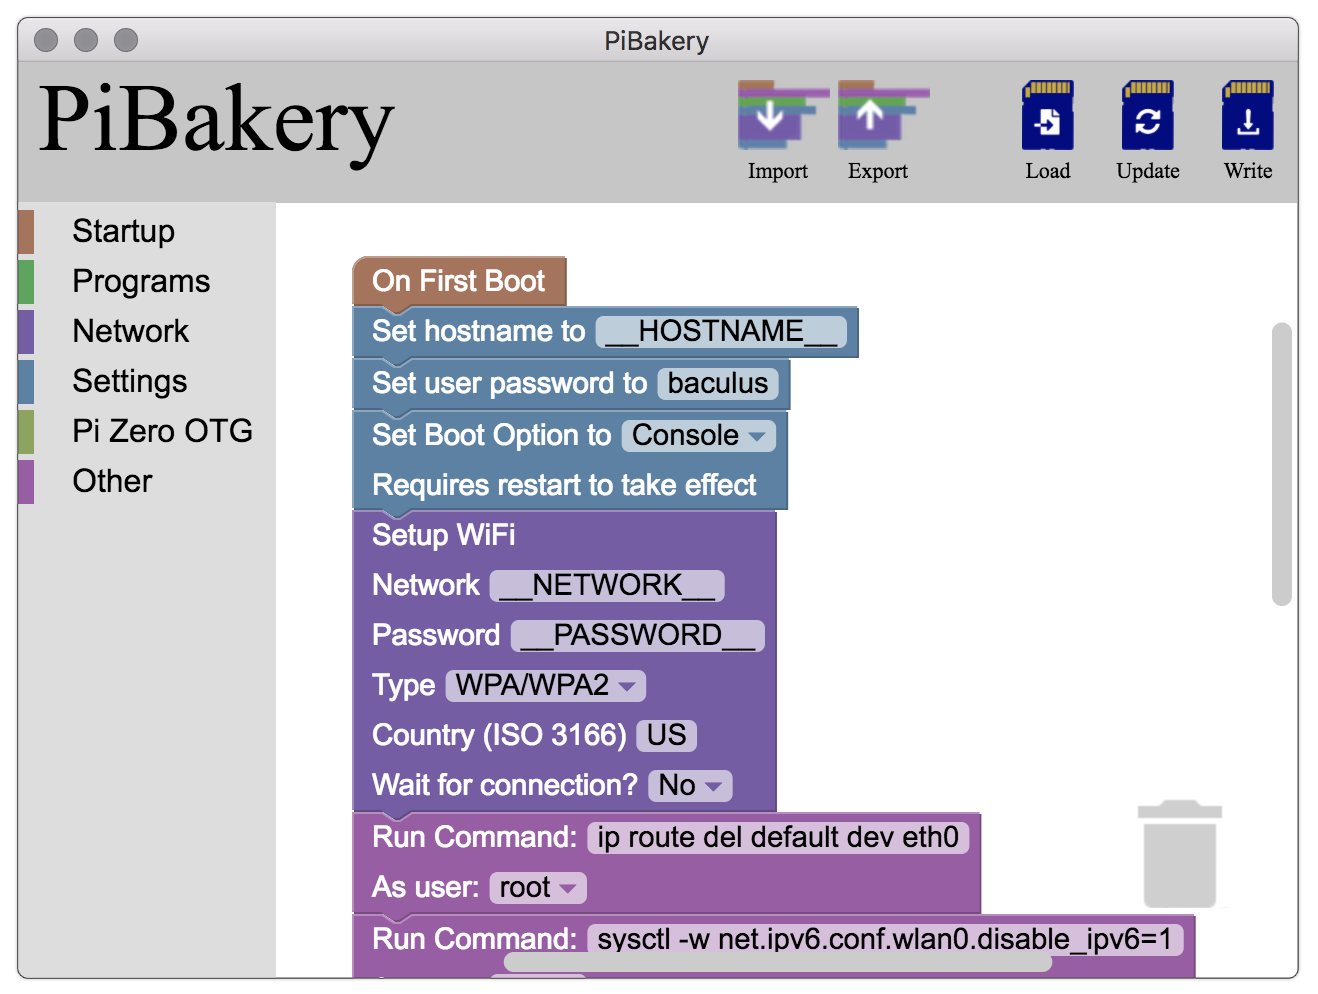 PiBakery
PiBakery
Import
Export
Load
Update
Write
Startup
Programs
Network
Settings
Pi Zero OTG
Other
On First Boot
Set hostname to __HOSTNAME__
Set user password to baculus
Set Boot Option to Console
Requires restart to take effect
Setup WiFi
Network __NETWORK__
Password __PASSWORD__
Type WPA/WPA2
Country (ISO 3166) US
Wait for connection? No
Run Command: ip route del default dev eth0
As user: root
Run Command: sysctl -w net.ipv6.conf.wlan0.disable_ipv6=1